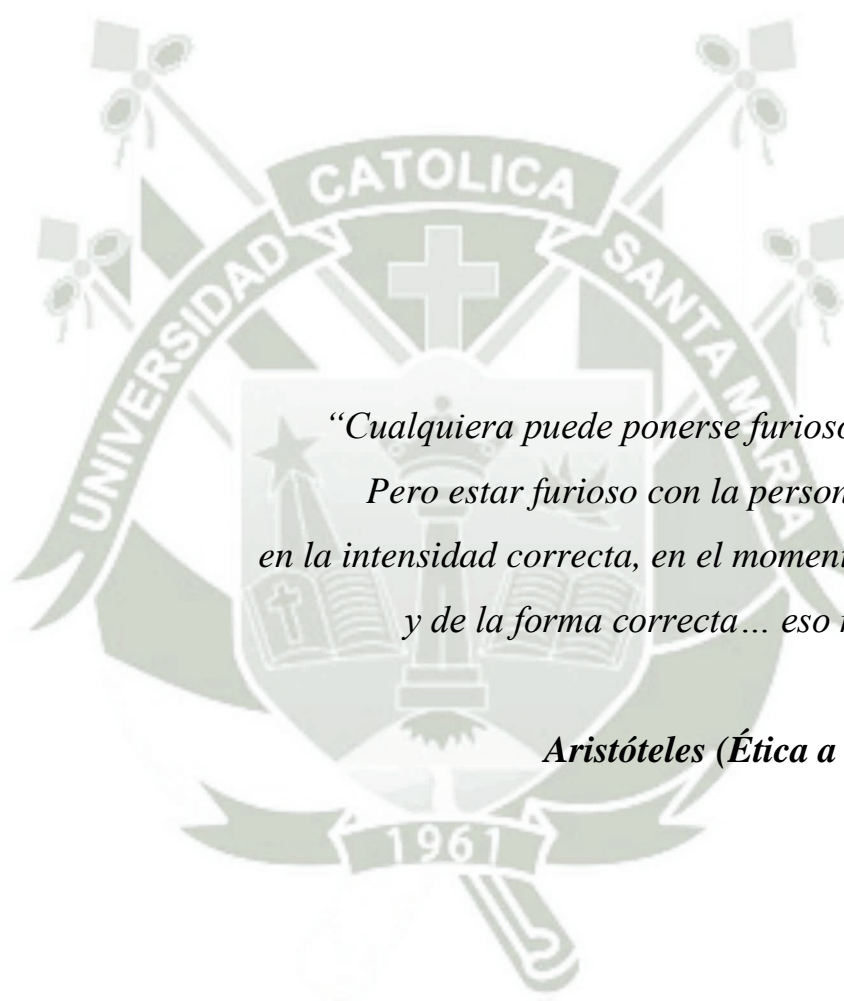 CATOLICA
UNIVERSIDAD
SANTA MARIA
“Cualquiera puede ponerse furioso
Pero estar furioso con la person
en la intensidad correcta, en el momen
y de la forma correcta… eso
Aristóteles (Ética a
1961